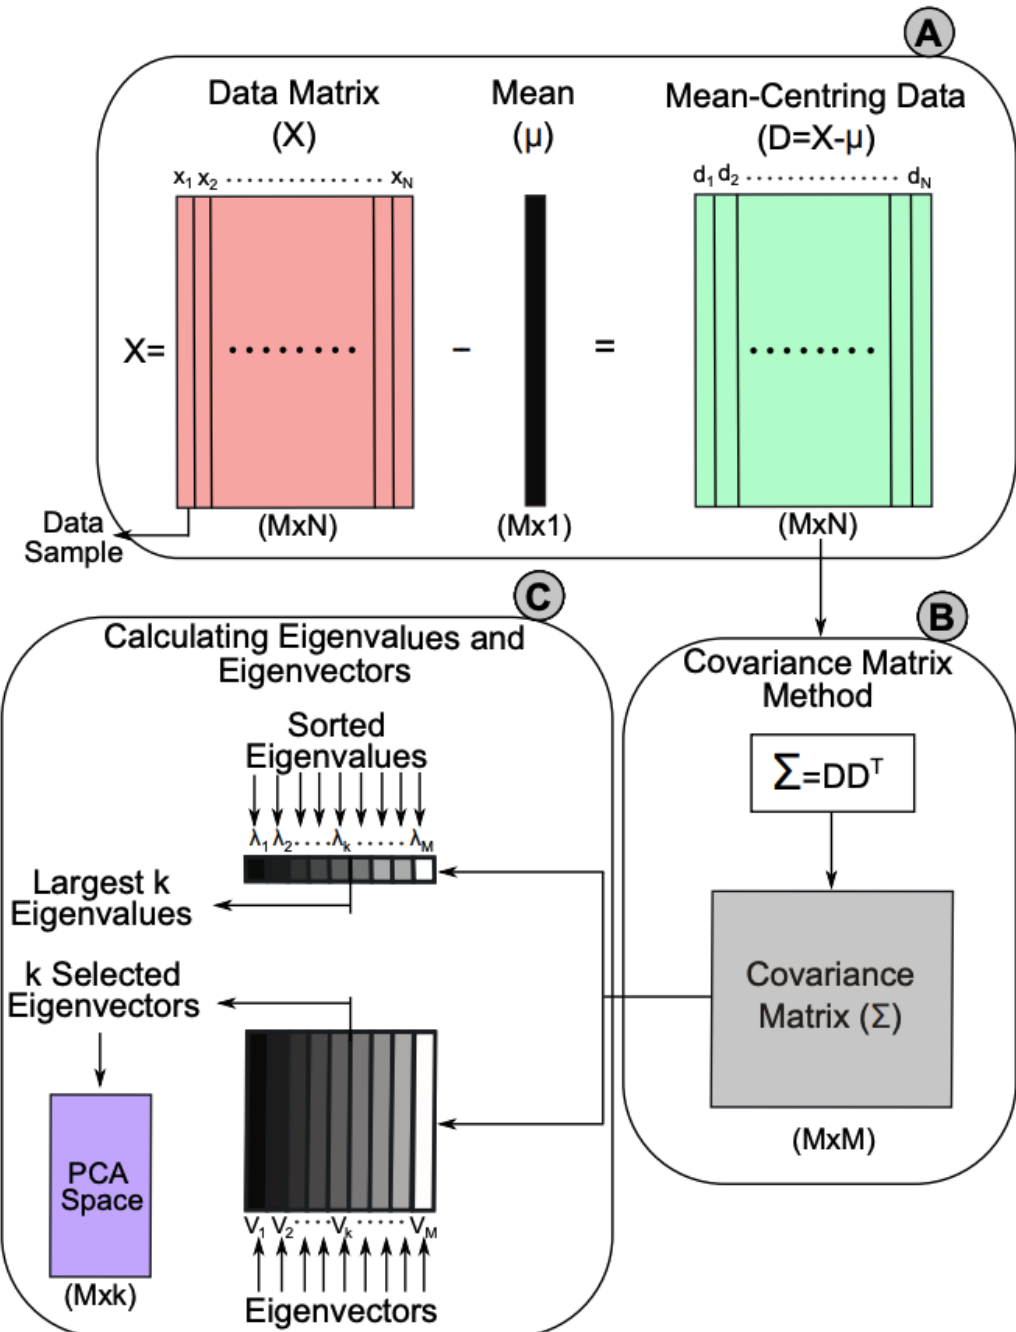 A
Data Matrix
(X)
Mean
(μ)
Mean-Centring Data
(D=X-μ)
x1 x2 ................ xN
d1 d2 ................ dN
X=
........
–
=
........
(MxN)
(Mx1)
(MxN)
Data
Sample
C
Calculating Eigenvalues and
Eigenvectors
Sorted
Eigenvalues
λ1 λ2 .... λk ..... λM
Largest k
Eigenvalues
k Selected
Eigenvectors
PCA
Space
(Mxk)
V1 V2 .... Vk ..... VM
Eigenvectors
B
Covariance Matrix
Method
Σ=DDᵀ
Covariance
Matrix (Σ)
(MxM)